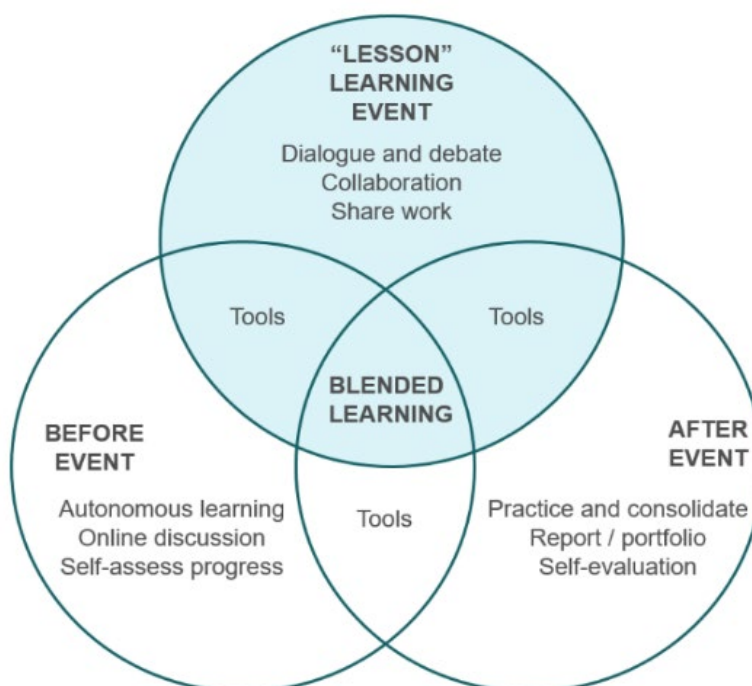 “LESSON”
LEARNING
EVENT
Dialogue and debate
Collaboration
Share work
Tools
Tools
BLENDED
LEARNING
BEFORE
EVENT
Autonomous learning
Online discussion
Self-assess progress
Tools
AFTER
EVENT
Practice and consolidate
Report / portfolio
Self-evaluation